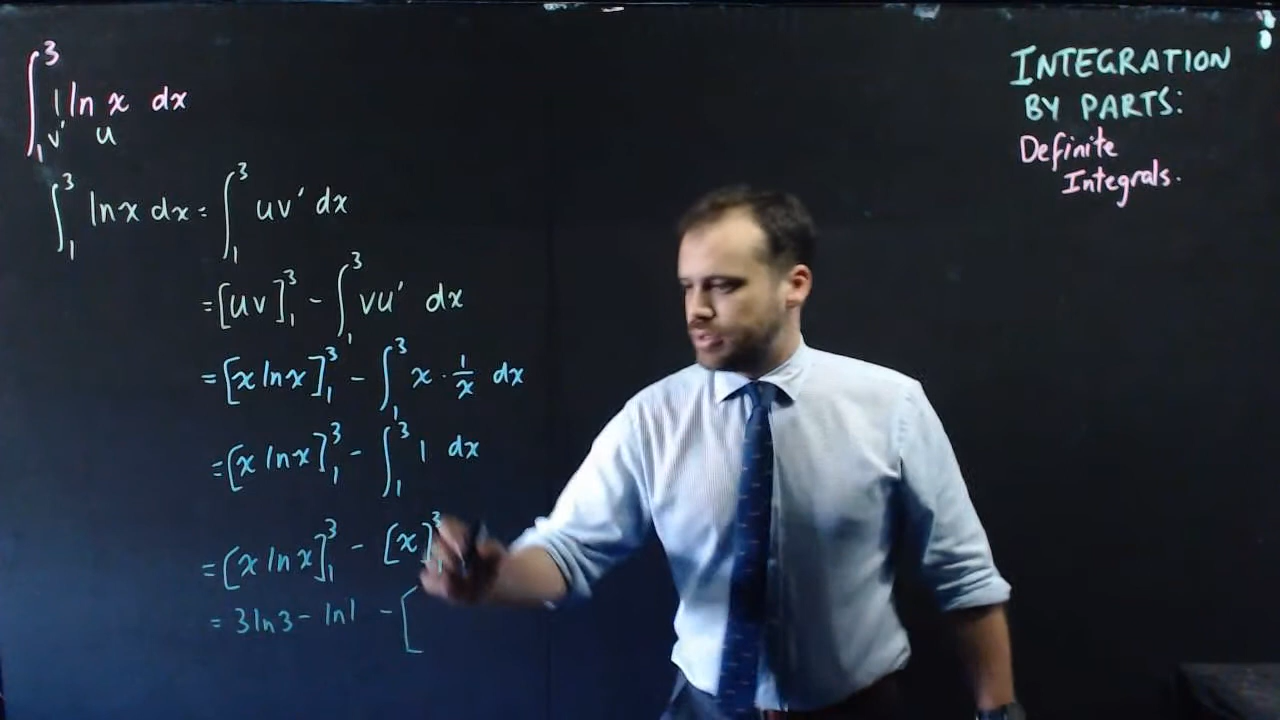 ∫₁³ 1 ln x dx
v' u
∫₁³ ln x dx = ∫₁³ uv' dx
= [uv]₁³ - ∫₁³ vu' dx
= [x ln x]₁³ - ∫₁³ x · 1/x dx
= [x ln x]₁³ - ∫₁³ 1 dx
= [x ln x]₁³ - [x]₁³
= 3 ln 3 - ln 1 - [
INTEGRATION
BY PARTS:
Definite
Integrals.